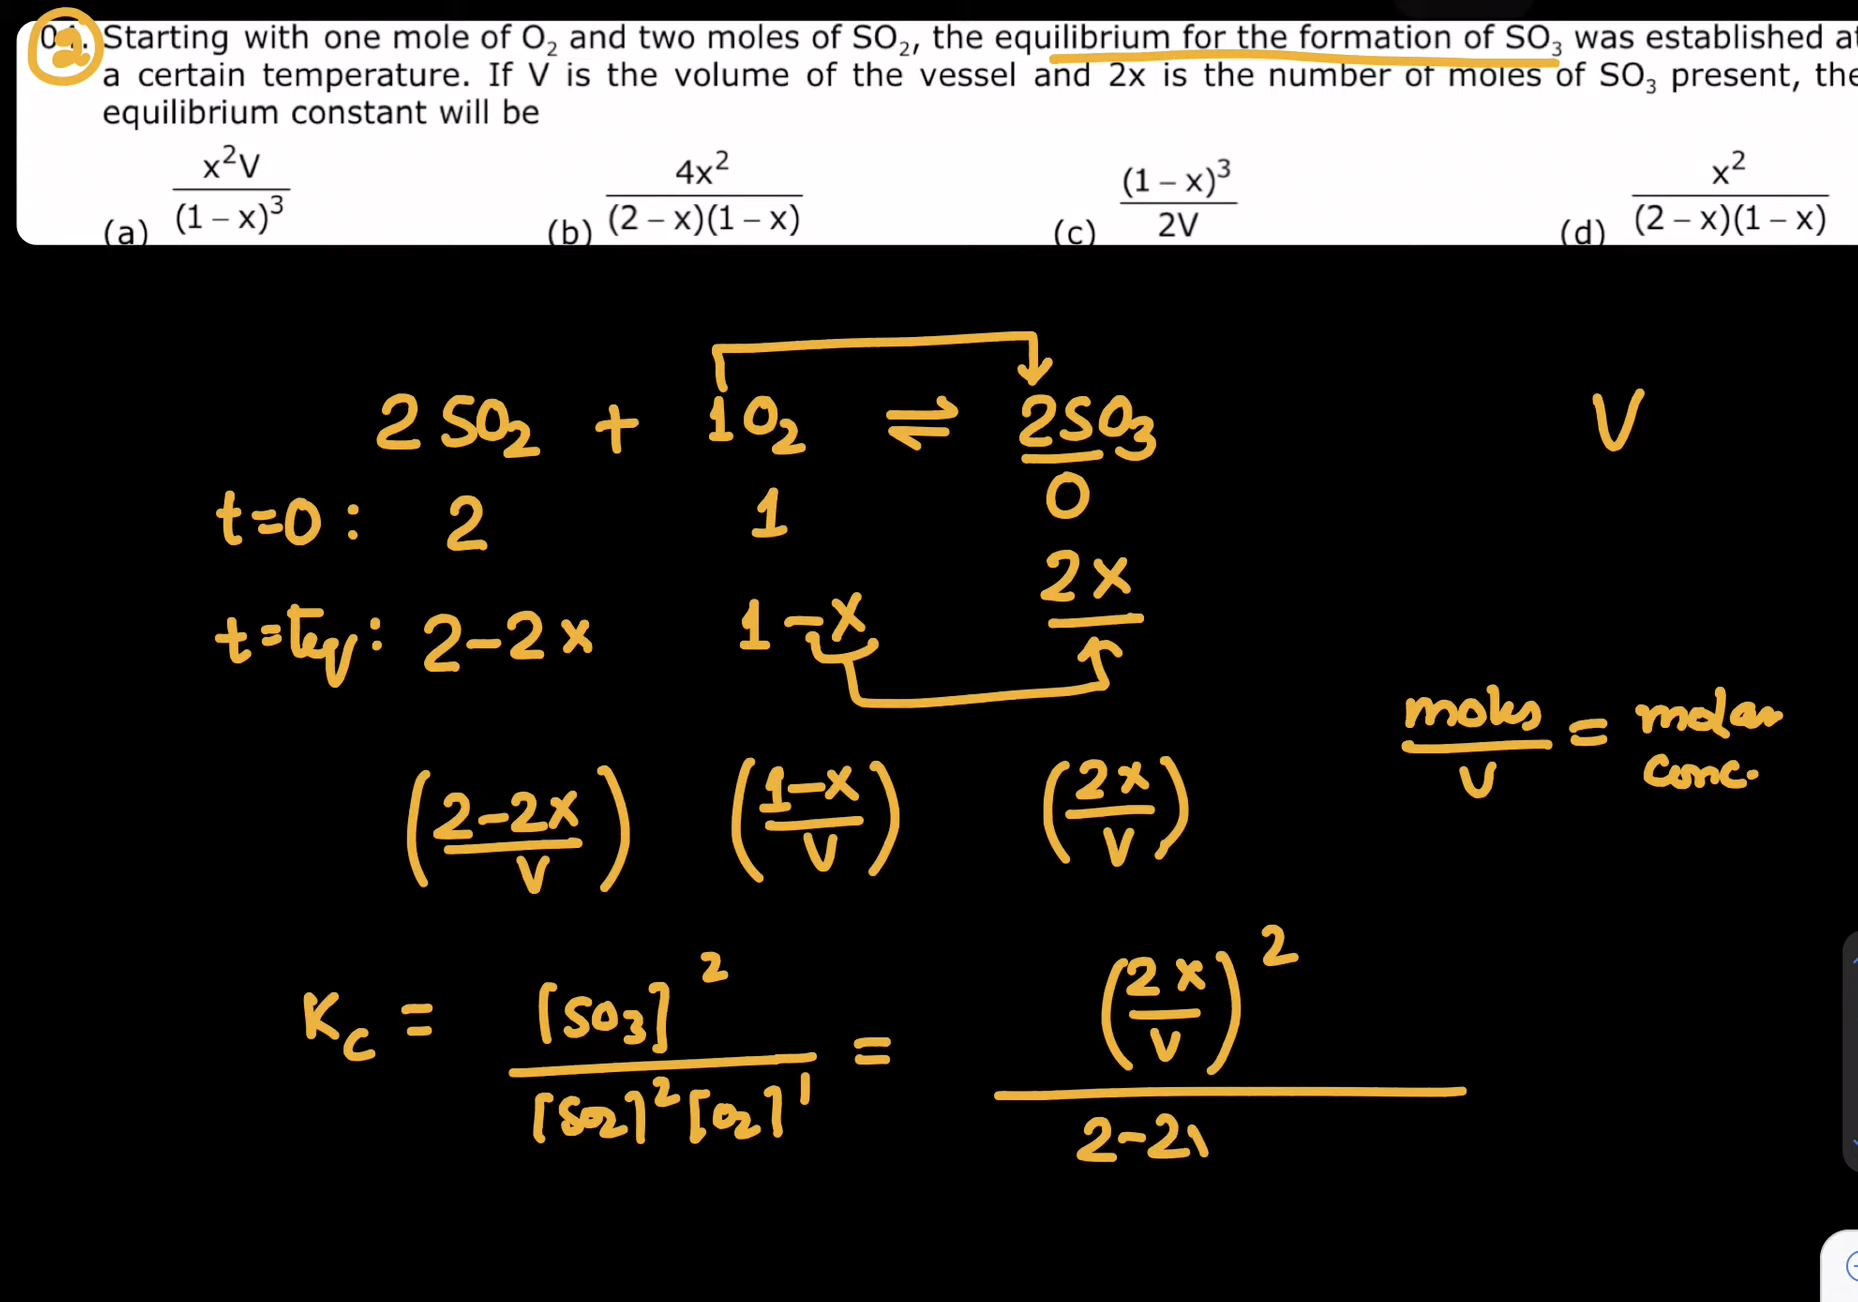 2 Starting with one mole of O₂ and two moles of SO₂, the equilibrium for the formation of SO₃ was established at
a certain temperature. If V is the volume of the vessel and 2x is the number of moles of SO₃ present, the
equilibrium constant will be
(a) x²V / (1 – x)³ (b) 4x² / (2 – x)(1 – x) (c) (1 – x)³ / 2V (d) x² / (2 – x)(1 – x)
2SO₂ + 1O₂ ⇌ 2SO₃ V
t=0 : 2 1 0
t=teq : 2-2x 1-x 2x
moles / V = molar conc.
((2-2x) / V) ((1-x) / V) (2x / V)
Kc = [SO₃]² / [SO₂]²[O₂]¹ = (2x / V)² / 2-2